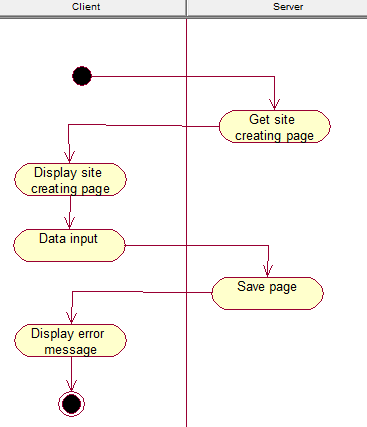 Client
Server
Get site
creating page
Display site
creating page
Data input
Save page
Display error
message